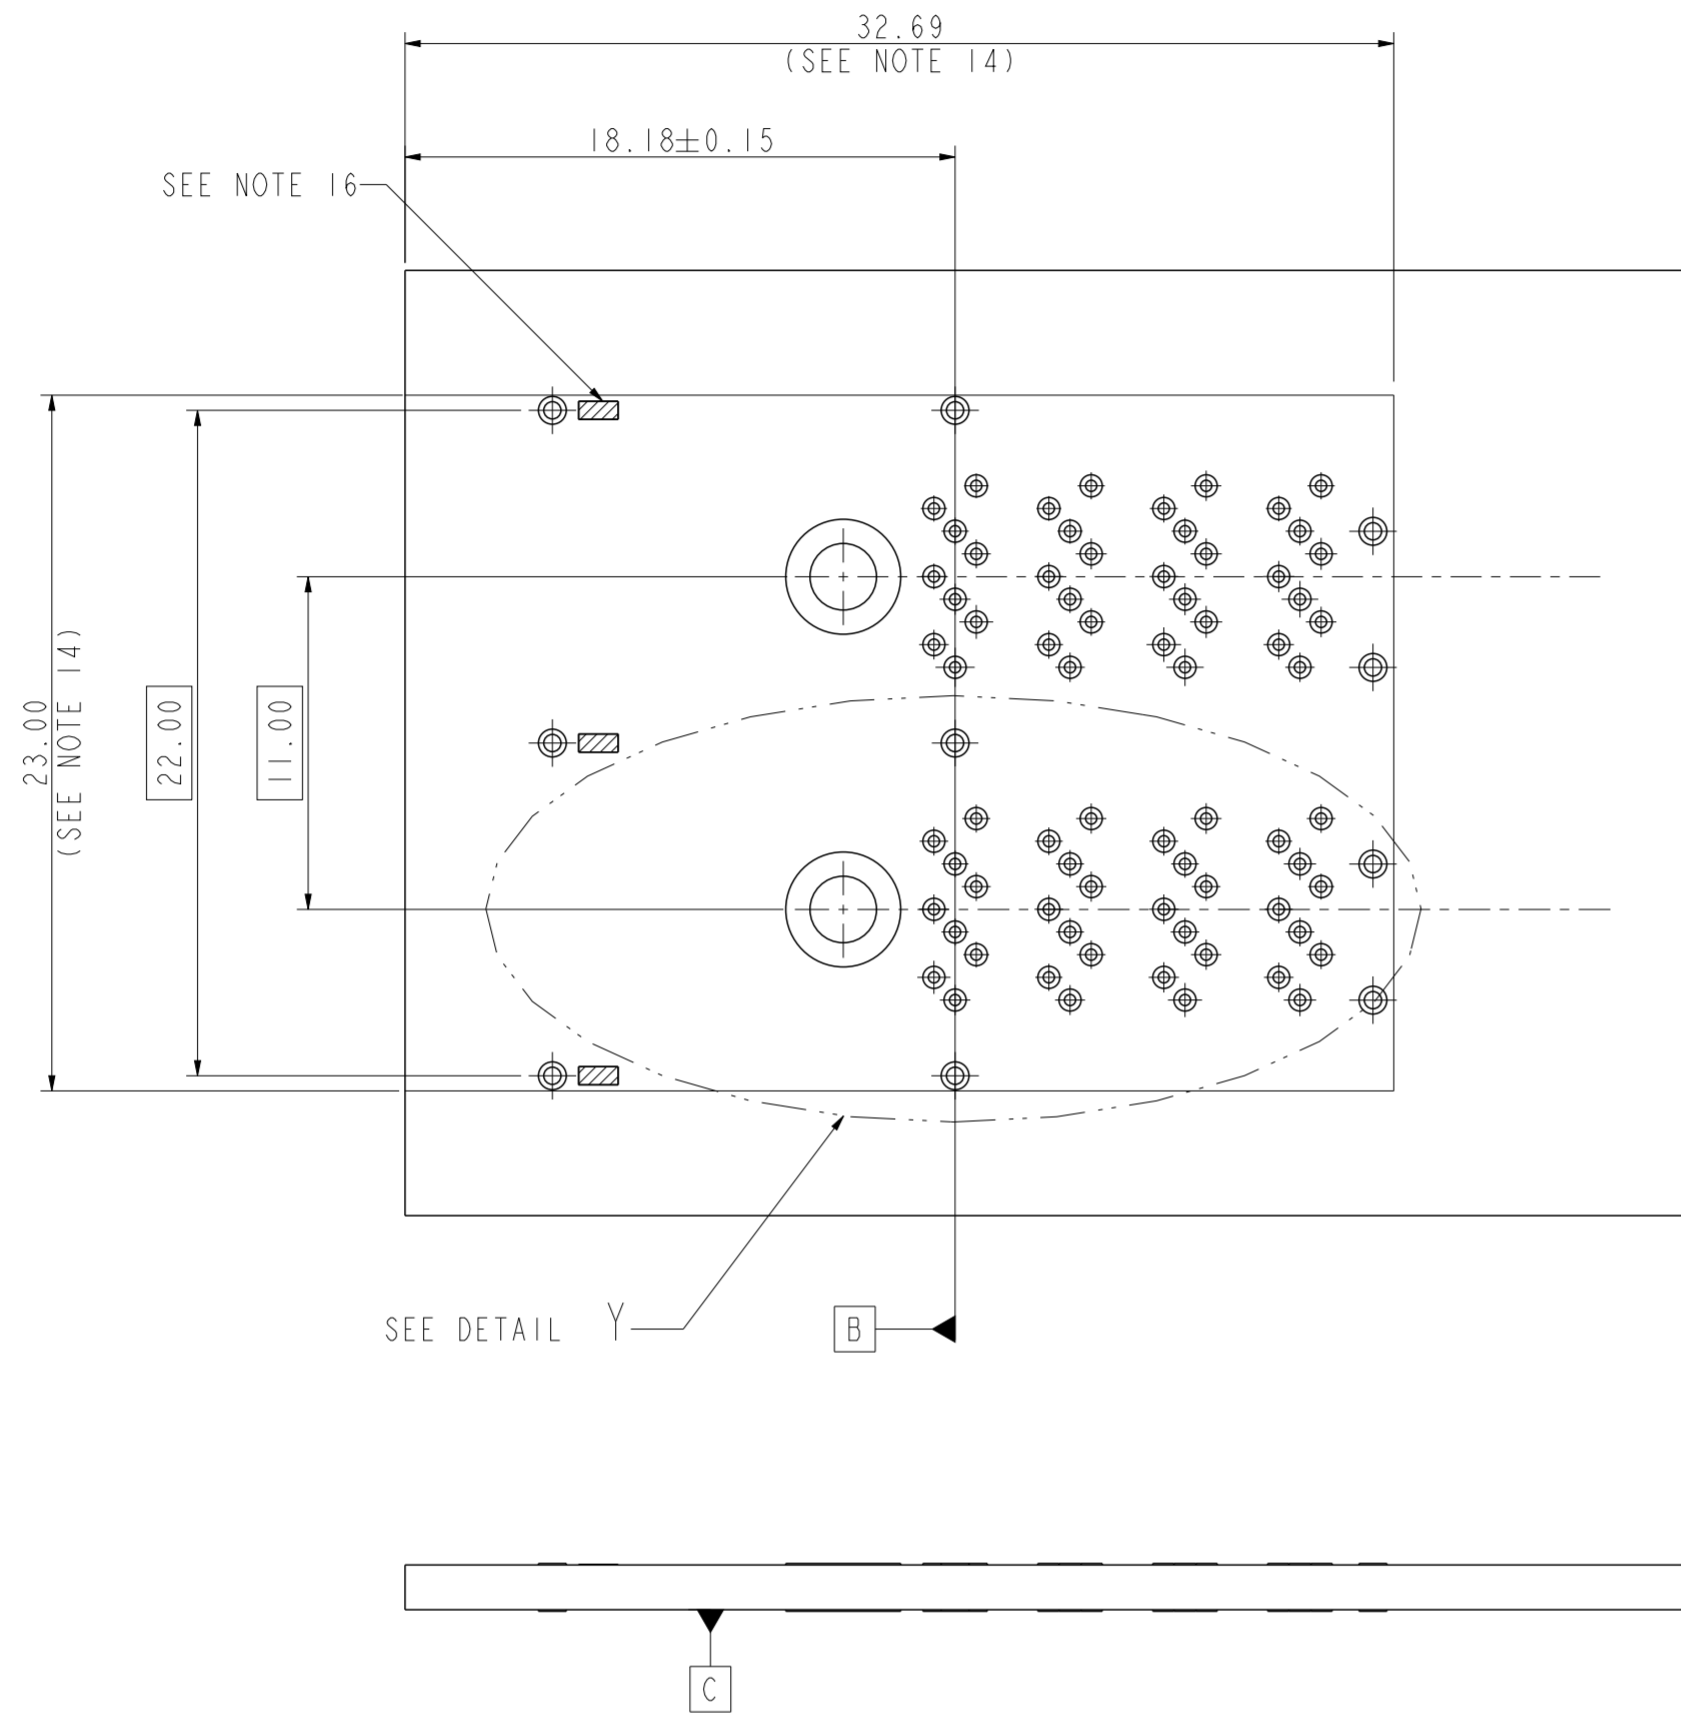 32.69
(SEE NOTE 14)
18.18±0.15
SEE NOTE 16
23.00
(SEE NOTE 14)
22.00
11.00
SEE DETAIL Y
B
C